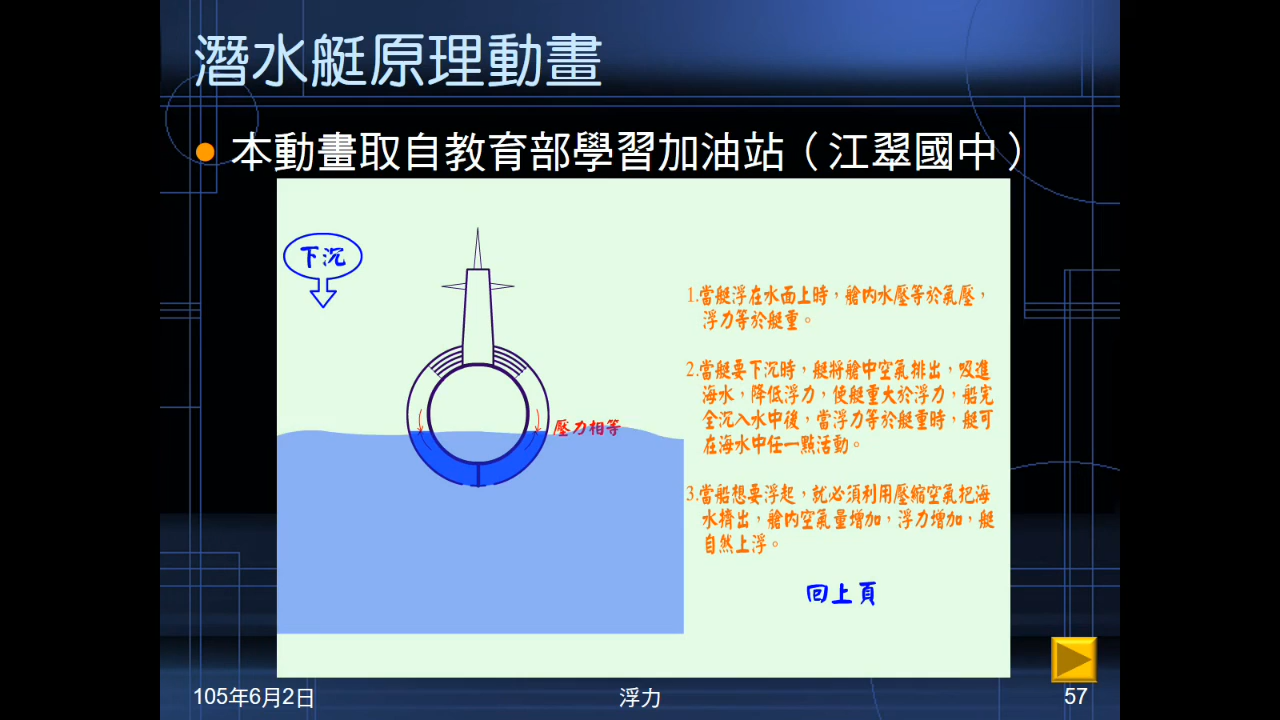 潛水艇原理動畫
本動畫取自教育部學習加油站（江翠國中）
下沉
壓力相等
1.當艇浮在水面上時，艙內水壓等於氣壓，
浮力等於艇重。
2.當艇要下沉時，艇將艙中空氣排出，吸進
海水，降低浮力，使艇重大於浮力，船完
全沉入水中後，當浮力等於艇重時，艇可
在海水中任一點活動。
3.當船想要浮起，就必須利用壓縮空氣把海
水擠出，艙內空氣量增加，浮力增加，艇
自然上浮。
回上頁
105年6月2日
浮力
57